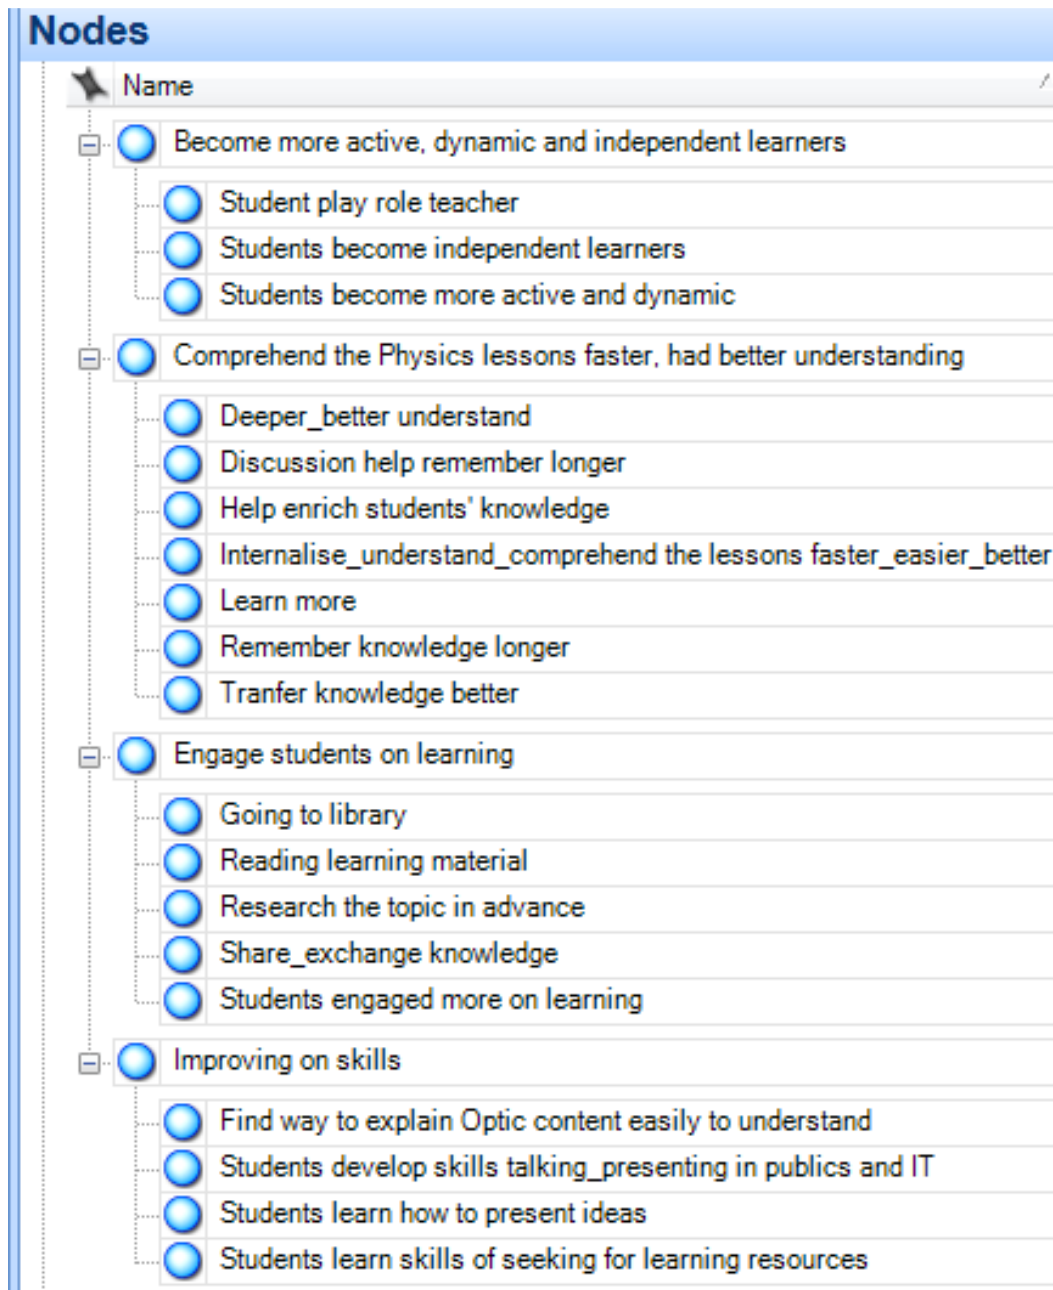 Nodes
Name
Become more active, dynamic and independent learners
Student play role teacher
Students become independent learners
Students become more active and dynamic
Comprehend the Physics lessons faster, had better understanding
Deeper_better understand
Discussion help remember longer
Help enrich students' knowledge
Internalise_understand_comprehend the lessons faster_easier_better
Learn more
Remember knowledge longer
Tranfer knowledge better
Engage students on learning
Going to library
Reading learning material
Research the topic in advance
Share_exchange knowledge
Students engaged more on learning
Improving on skills
Find way to explain Optic content easily to understand
Students develop skills talking_presenting in publics and IT
Students learn how to present ideas
Students learn skills of seeking for learning resources